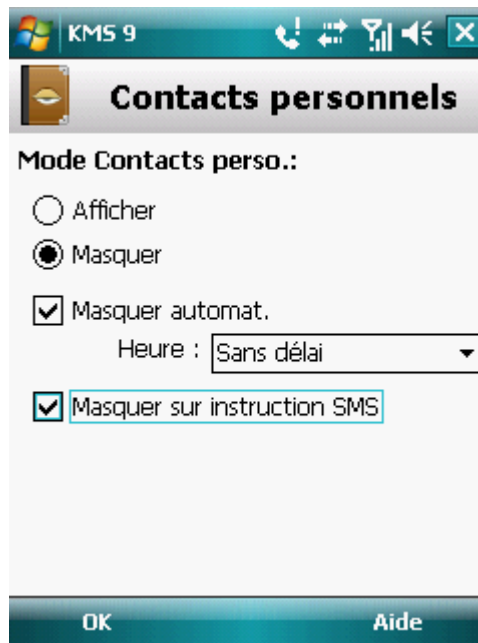 KMS 9
Contacts personnels
Mode Contacts perso.:
Afficher
Masquer
Masquer automat.
Heure : Sans délai
Masquer sur instruction SMS
OK Aide